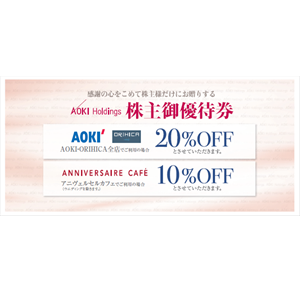 感謝の心をこめて株主様だけにお贈りする
AOKI Holdings 株主御優待券
AOKI ORIHICA 20%OFF
AOKI・ORIHICA全店でご利用の場合 とさせていただきます。
ANNIVERSAIRE CAFÉ 10%OFF
アニヴェルセルカフェでご利用の場合 とさせていただきます。